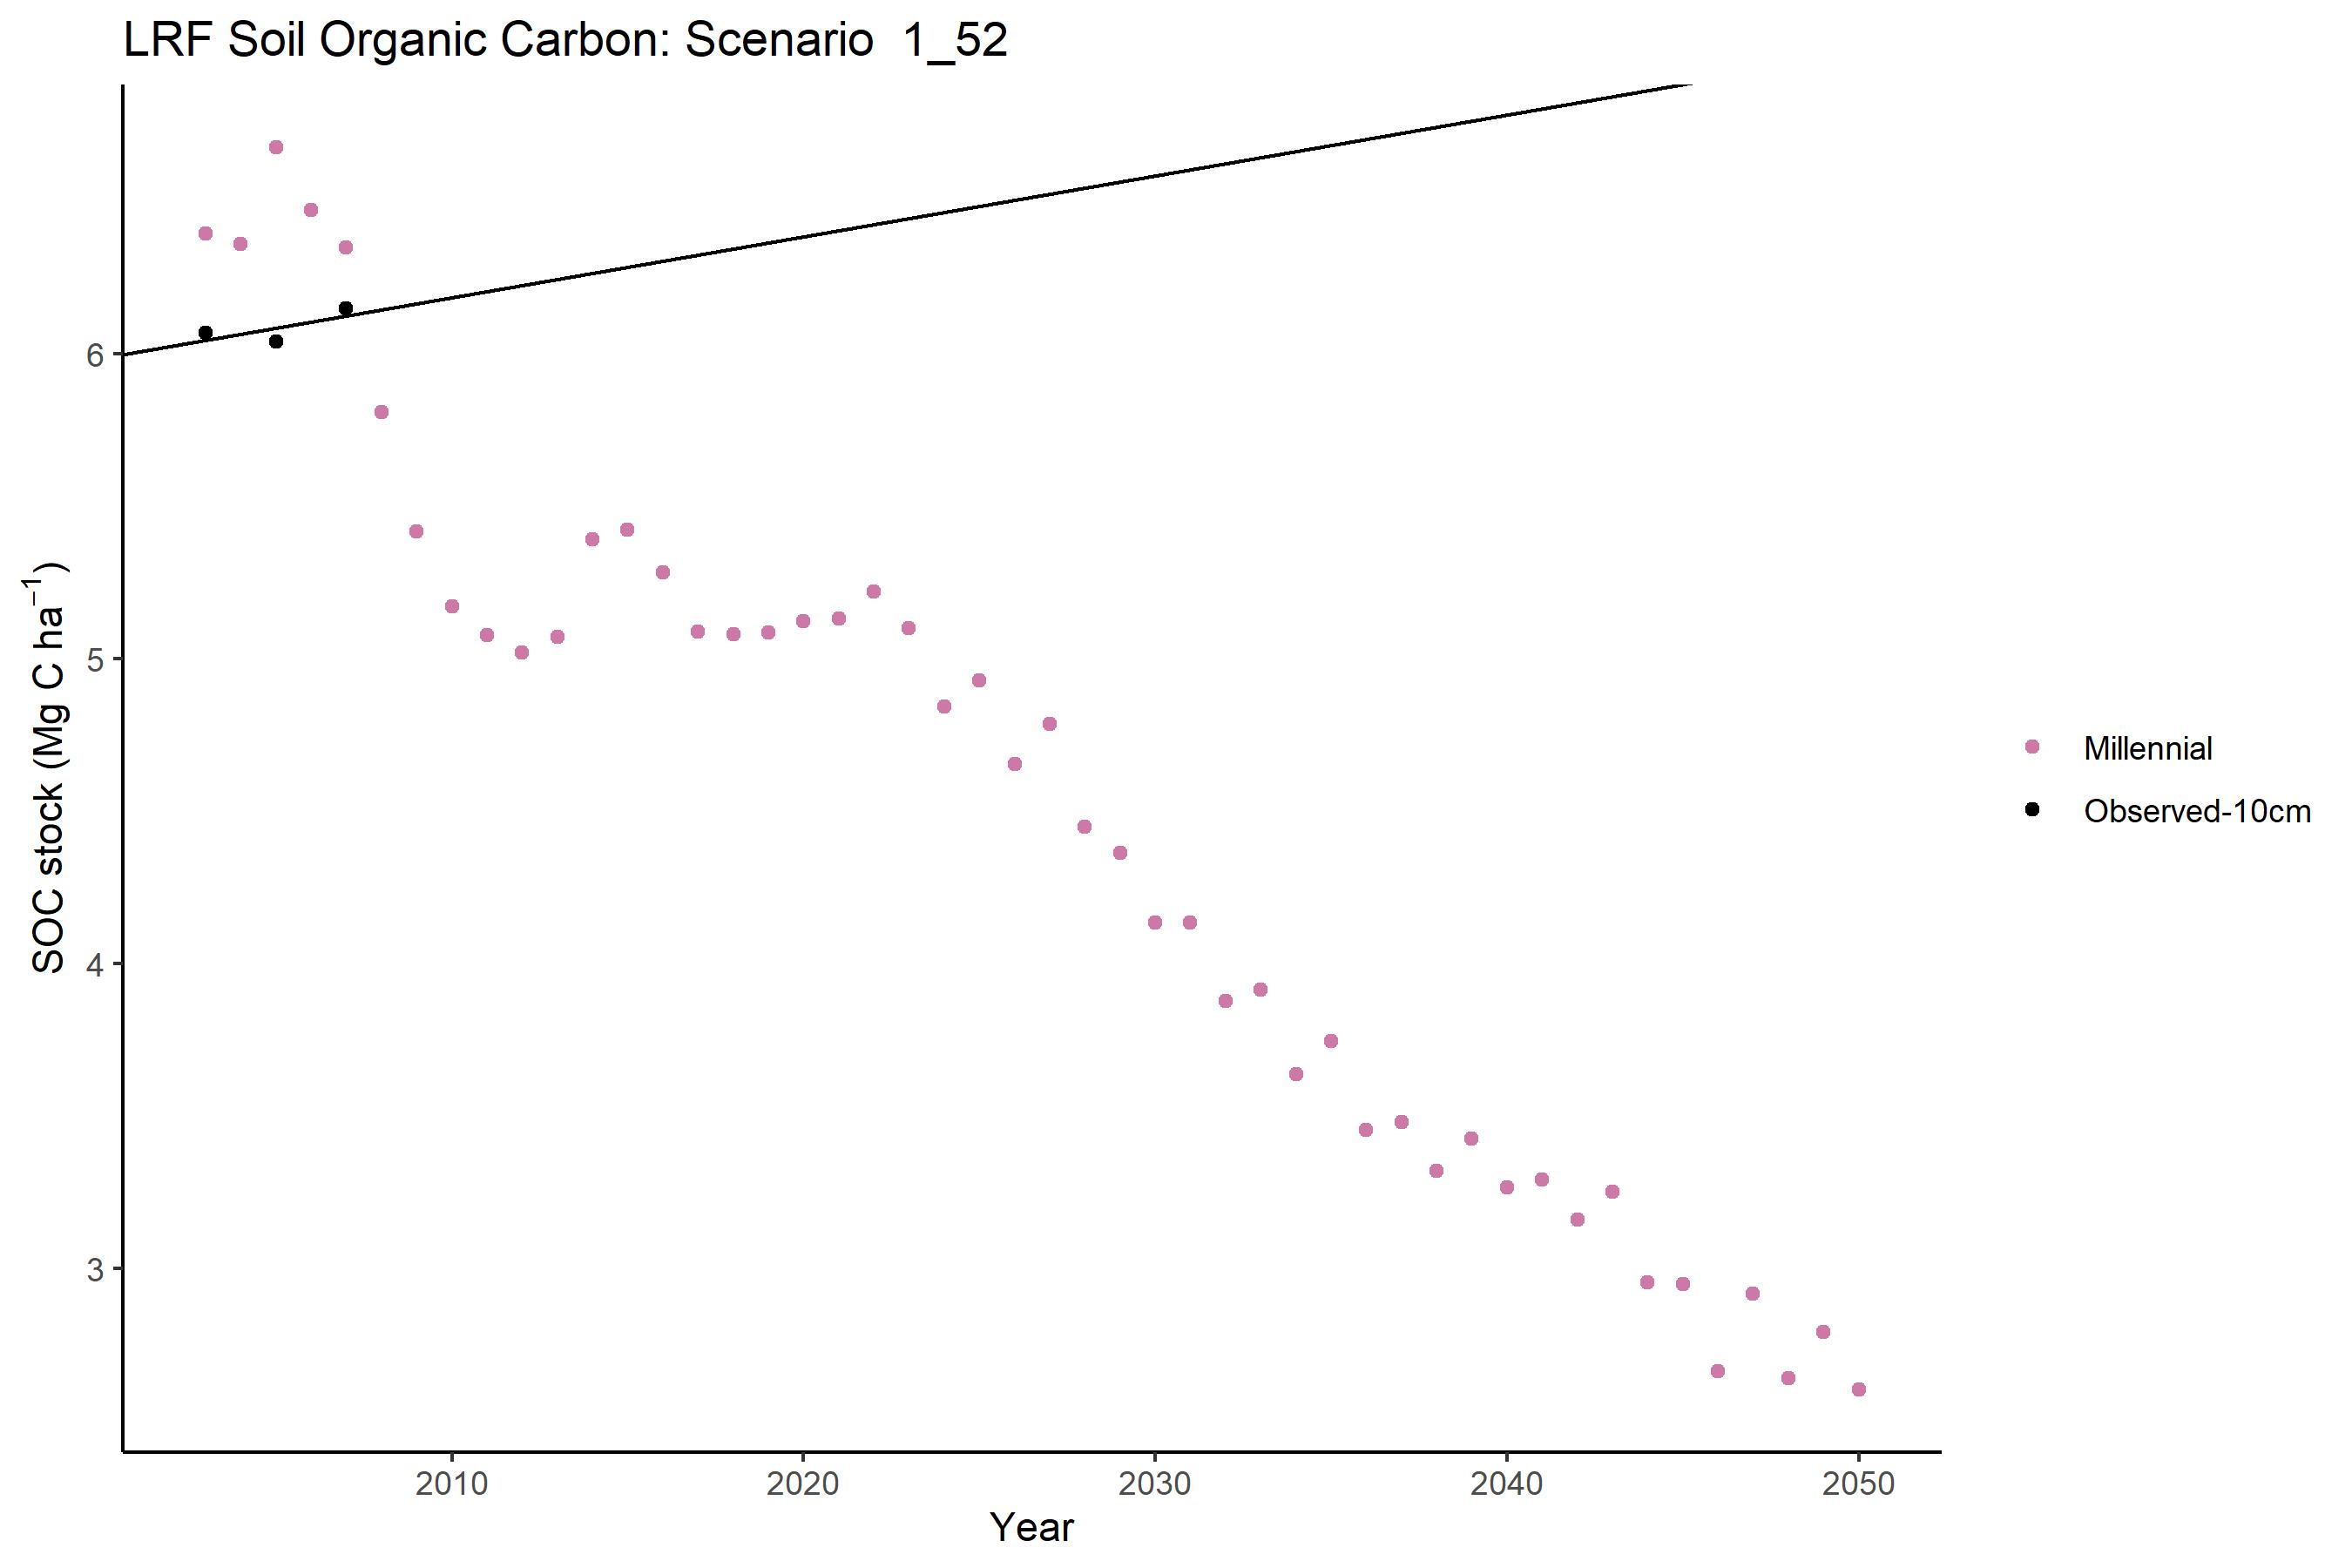 LRF Soil Organic Carbon: Scenario  1_52
SOC stock (Mg C ha⁻¹)
6
5
4
3
2010
2020
2030
2040
2050
Year
Millennial
Observed-10cm